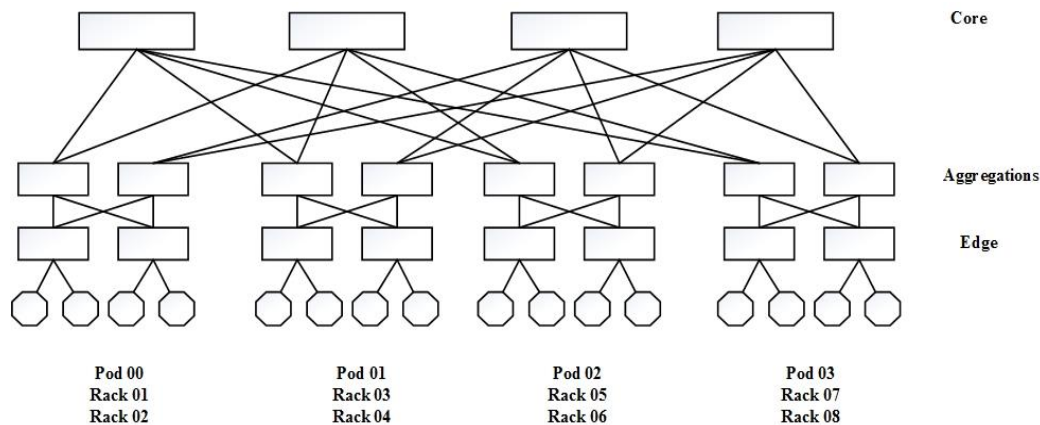 Core
Aggregations
Edge
Pod 00
Rack 01
Rack 02
Pod 01
Rack 03
Rack 04
Pod 02
Rack 05
Rack 06
Pod 03
Rack 07
Rack 08